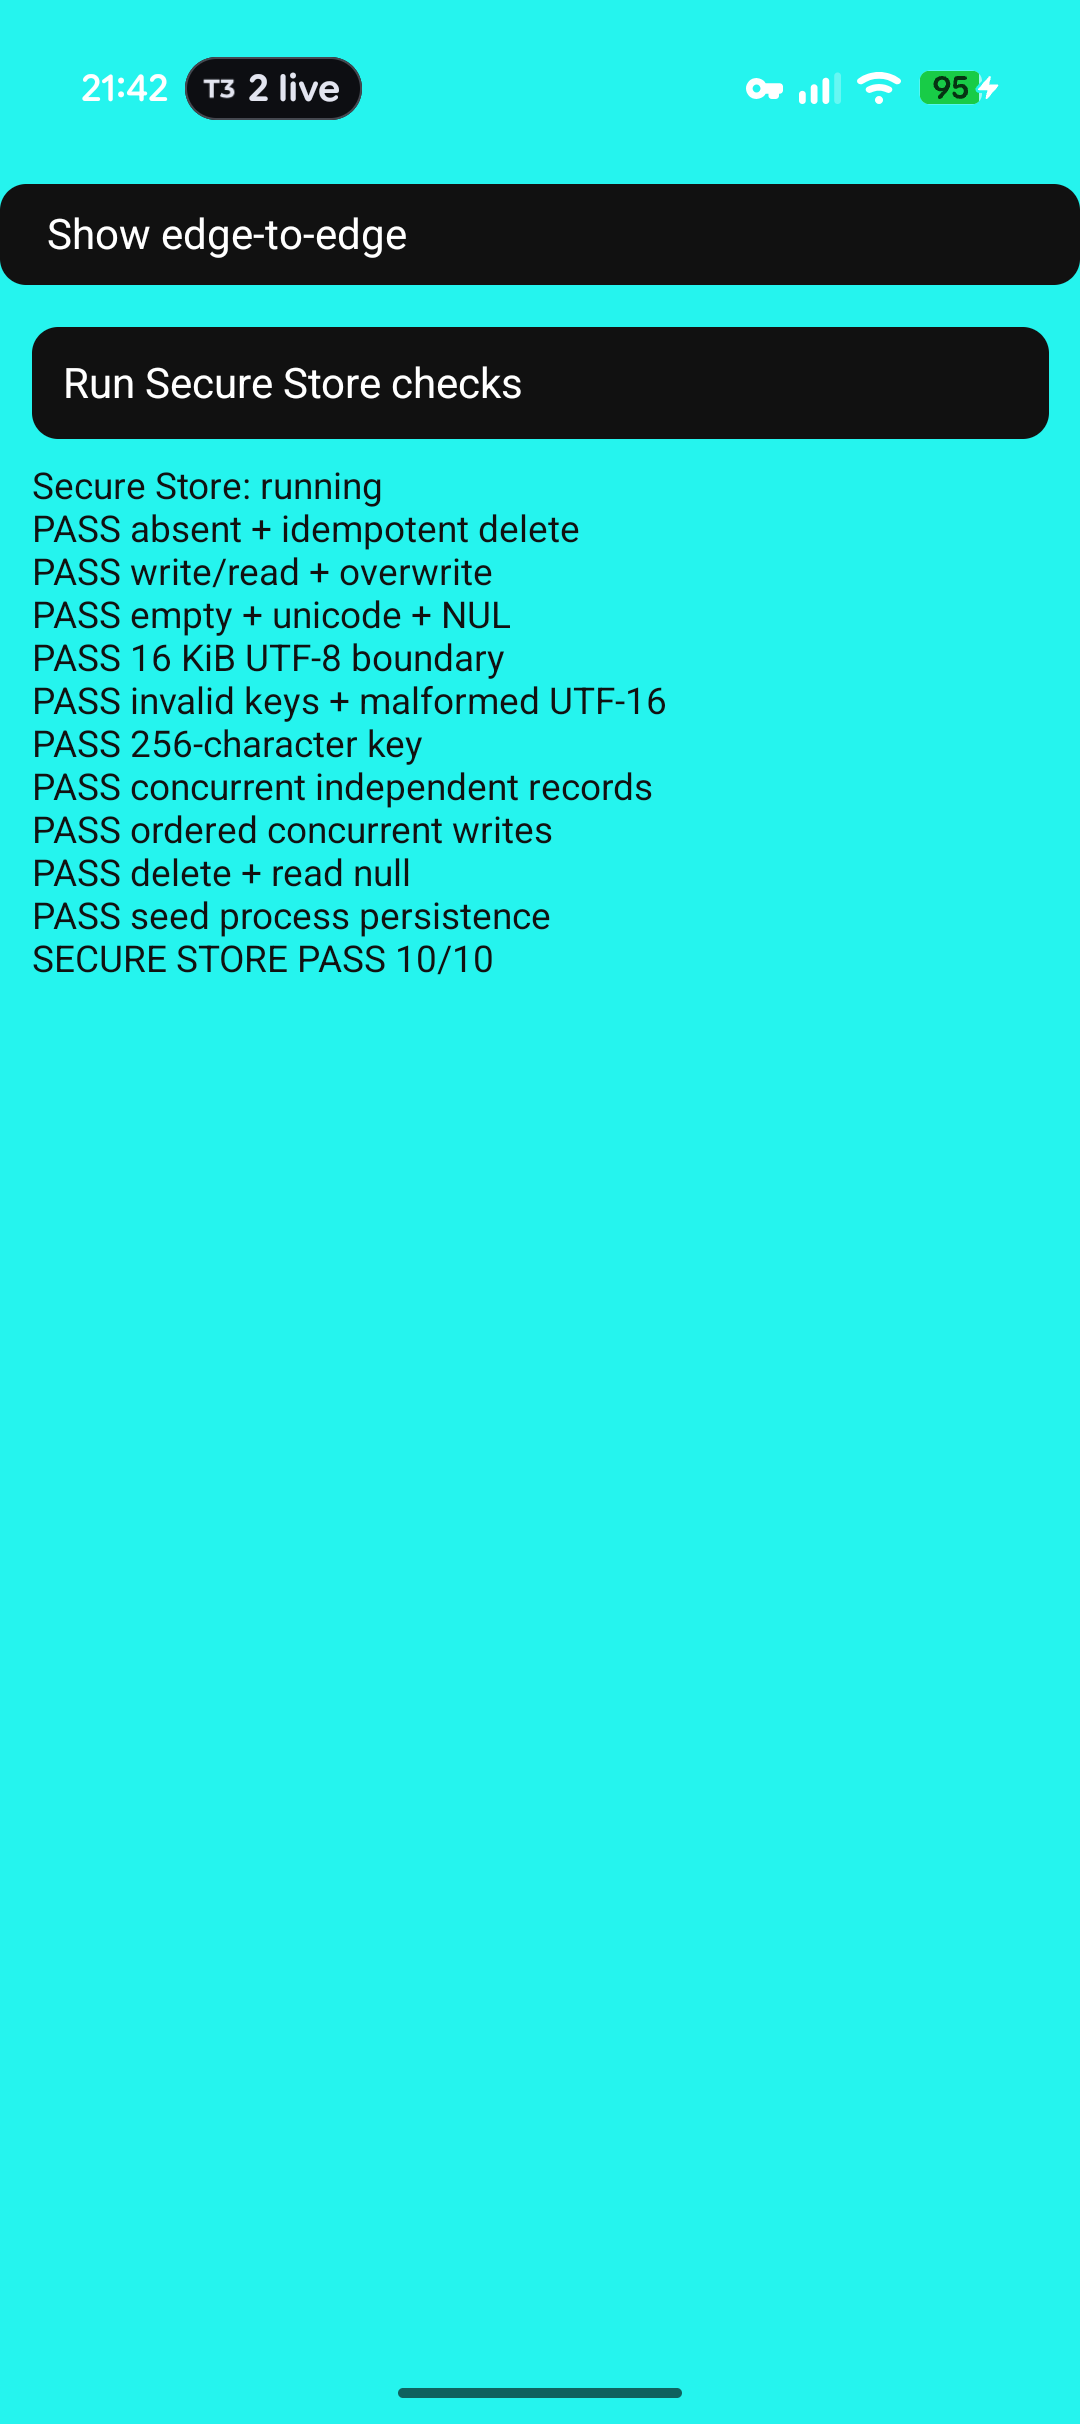 21:42 T3 2 live 95
Show edge-to-edge
Run Secure Store checks
Secure Store: running
PASS absent + idempotent delete
PASS write/read + overwrite
PASS empty + unicode + NUL
PASS 16 KiB UTF-8 boundary
PASS invalid keys + malformed UTF-16
PASS 256-character key
PASS concurrent independent records
PASS ordered concurrent writes
PASS delete + read null
PASS seed process persistence
SECURE STORE PASS 10/10